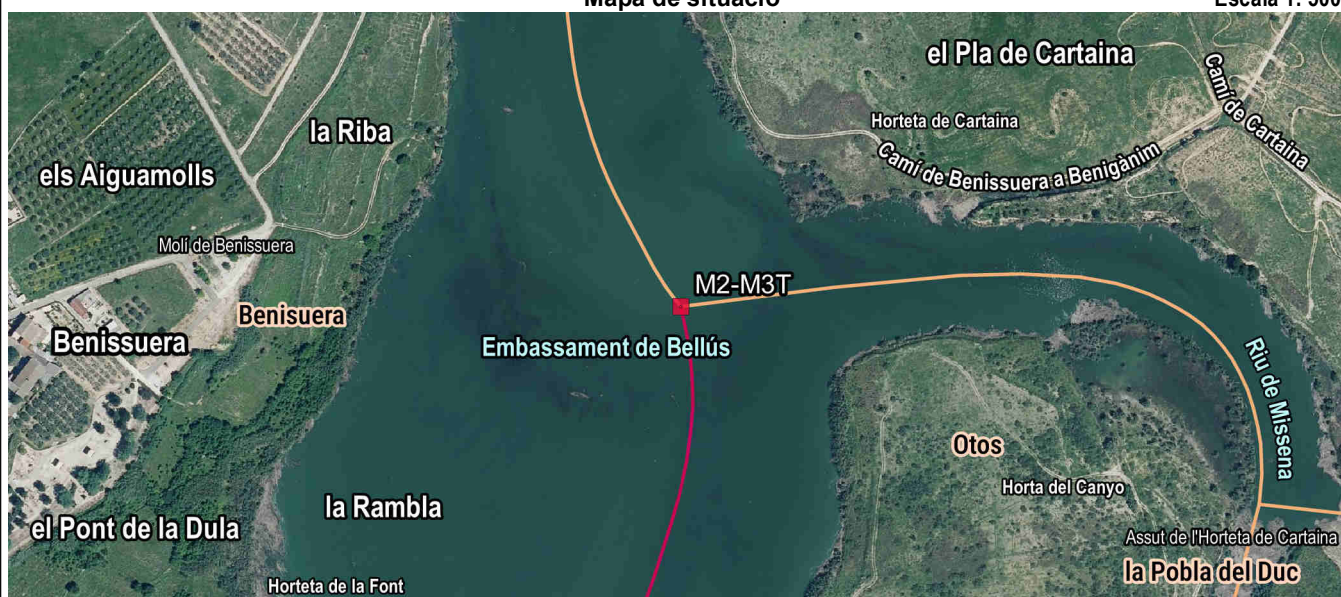 Mapa de situació
Escala 1: 500
el Pla de Cartaina
Camí de Cartaina
Horteta de Cartaina
la Riba
Camí de Benissuera a Benigànim
els Aiguamolls
Molí de Benissuera
M2-M3T
Benisuera
Benissuera
Embassament de Bellús
Riu de Missena
Otos
Horta del Canyo
la Rambla
el Pont de la Dula
Assut de l'Horteta de Cartaina
la Pobla del Duc
Horteta de la Font